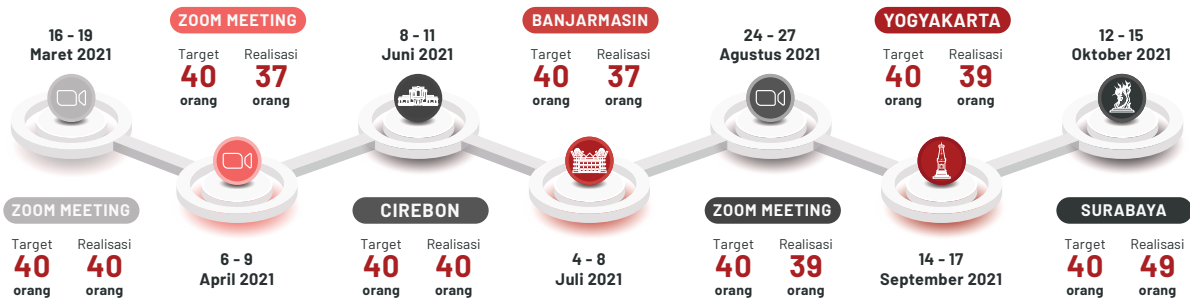 16 - 19
Maret 2021
ZOOM MEETING
Target Realisasi
40 40
orang orang
ZOOM MEETING
Target Realisasi
40 37
orang orang
6 - 9
April 2021
8 - 11
Juni 2021
CIREBON
Target Realisasi
40 40
orang orang
BANJARMASIN
Target Realisasi
40 37
orang orang
4 - 8
Juli 2021
24 - 27
Agustus 2021
ZOOM MEETING
Target Realisasi
40 39
orang orang
YOGYAKARTA
Target Realisasi
40 39
orang orang
14 - 17
September 2021
12 - 15
Oktober 2021
SURABAYA
Target Realisasi
40 49
orang orang